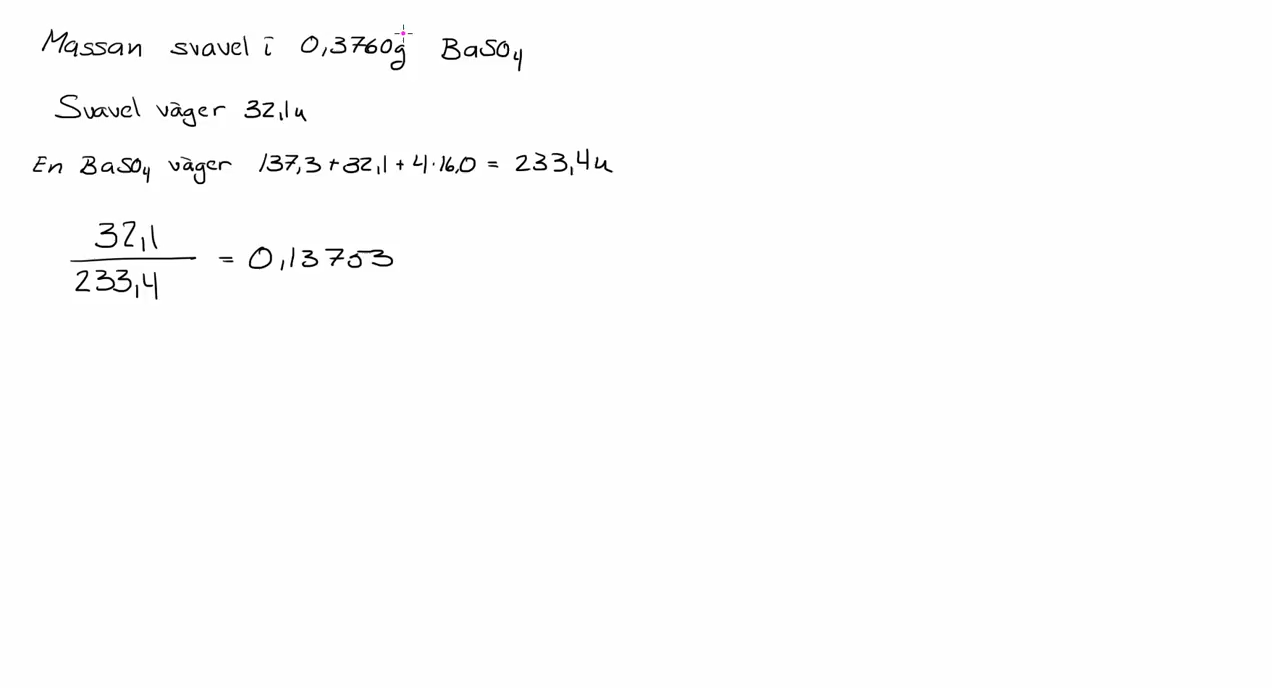 Massan svavel i 0,3760g BaSO₄
Svavel väger 32,1u
En BaSO₄ väger 137,3+32,1+4·16,0 = 233,4u
32,1
233,4
= 0,13753